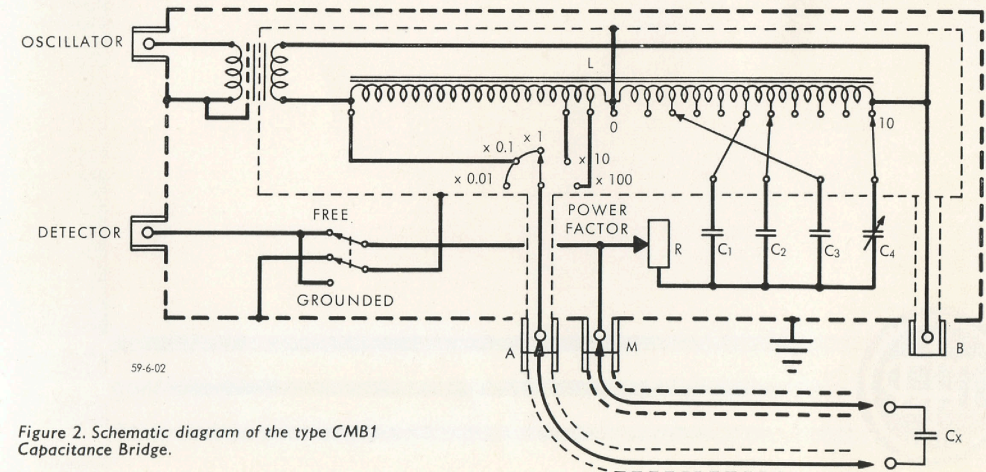 OSCILLATOR
L
0
10
x 0.1
x 1
x 10
x 0.01
x 100
DETECTOR
FREE
POWER
FACTOR
R
C1
C2
C3
C4
GROUNDED
A
M
B
59-6-02
CX
Figure 2. Schematic diagram of the type CMB1
Capacitance Bridge.